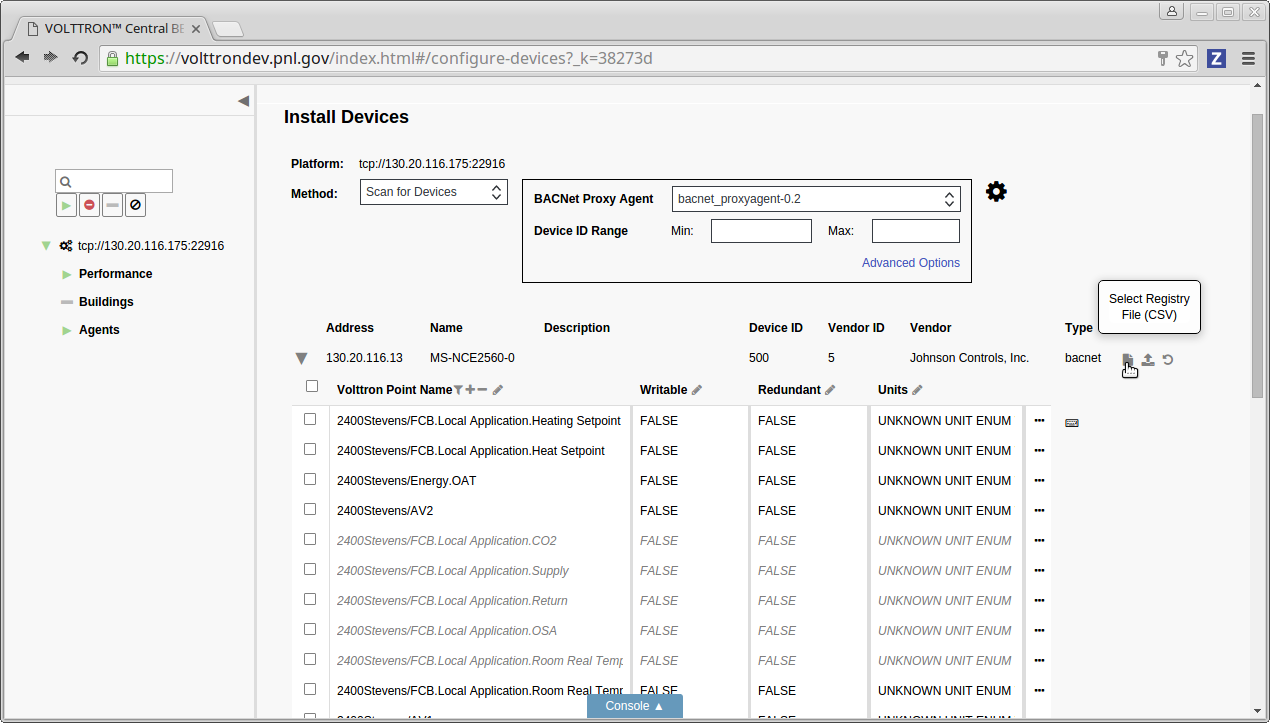 VOLTTRON™ Central BE
https://volttrondev.pnl.gov/index.html#/configure-devices?_k=38273d
Z
Install Devices
Platform: tcp://130.20.116.175:22916
Method: Scan for Devices
BACNet Proxy Agent bacnet_proxyagent-0.2
Device ID Range Min: Max:
Advanced Options
tcp://130.20.116.175:22916
Performance
Buildings
Agents
Select Registry
File (CSV)
Address Name Description Device ID Vendor ID Vendor Type
130.20.116.13 MS-NCE2560-0 500 5 Johnson Controls, Inc. bacnet
Volttron Point Name Writable Redundant Units
2400Stevens/FCB.Local Application.Heating Setpoint FALSE FALSE UNKNOWN UNIT ENUM
2400Stevens/FCB.Local Application.Heat Setpoint FALSE FALSE UNKNOWN UNIT ENUM
2400Stevens/Energy.OAT FALSE FALSE UNKNOWN UNIT ENUM
2400Stevens/AV2 FALSE FALSE UNKNOWN UNIT ENUM
2400Stevens/FCB.Local Application.CO2 FALSE FALSE UNKNOWN UNIT ENUM
2400Stevens/FCB.Local Application.Supply FALSE FALSE UNKNOWN UNIT ENUM
2400Stevens/FCB.Local Application.Return FALSE FALSE UNKNOWN UNIT ENUM
2400Stevens/FCB.Local Application.OSA FALSE FALSE UNKNOWN UNIT ENUM
2400Stevens/FCB.Local Application.Room Real Temp FALSE FALSE UNKNOWN UNIT ENUM
2400Stevens/FCB.Local Application.Room Real Temp FALSE FALSE UNKNOWN UNIT ENUM
Console ▲